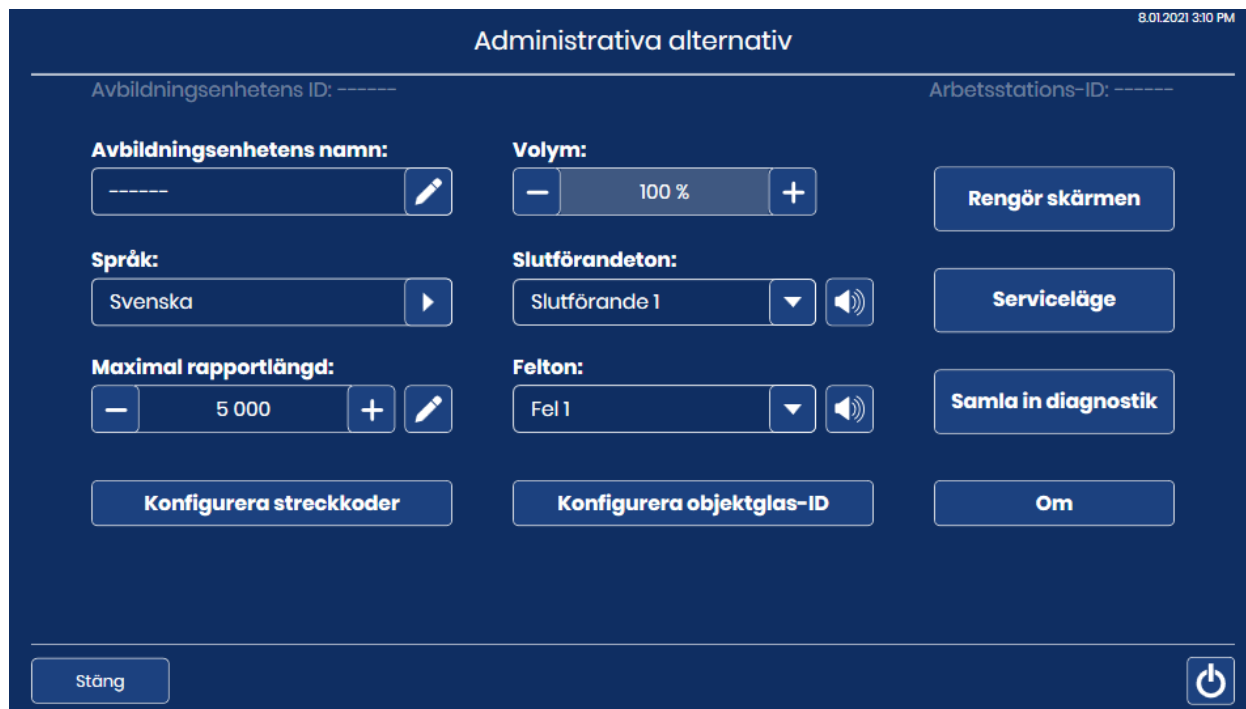 8.01.2021 3:10 PM
Administrativa alternativ
Avbildningsenhetens ID: ------
Arbetsstations-ID: ------
Avbildningsenhetens namn:
Volym:
------
100 %
Rengör skärmen
Språk:
Slutförandeton:
Svenska
Slutförande 1
Serviceläge
Maximal rapportlängd:
Felton:
5 000
Fel 1
Samla in diagnostik
Konfigurera streckkoder
Konfigurera objektglas-ID
Om
Stäng